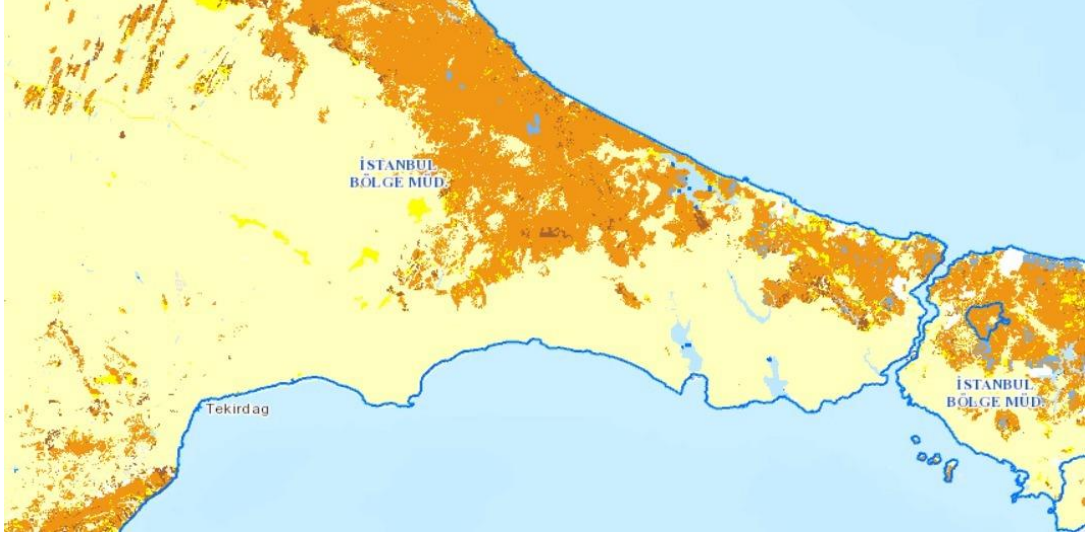 İSTANBUL
BÖLGE MÜD.
Tekirdag
İSTANBUL
BÖLGE MÜD.